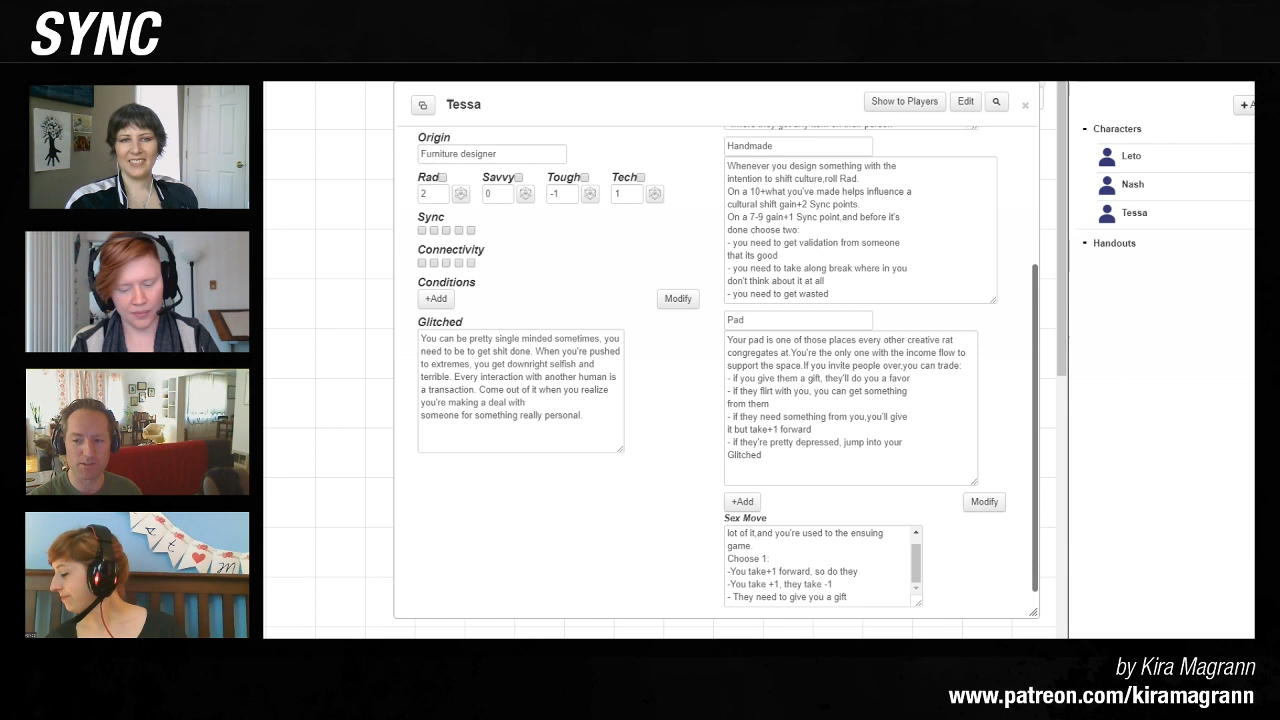 SYNC
Tessa
Show to Players
Edit
Origin
Furniture designer
Rad
Savvy
Tough
Tech
2
0
-1
1
Sync
Connectivity
Conditions
+Add
Modify
Glitched
You can be pretty single minded sometimes, you
need to be to get shit done. When you're pushed
to extremes, you get downright selfish and
terrible. Every interaction with another human is
a transaction. Come out of it when you realize
you're making a deal with
someone for something really personal.
- where they get any item on their person
Handmade
Whenever you design something with the
intention to shift culture,roll Rad.
On a 10+what you've made helps influence a
cultural shift gain+2 Sync points.
On a 7-9 gain+1 Sync point,and before it's
done choose two:
- you need to get validation from someone
that its good
- you need to take along break where in you
don't think about it at all
- you need to get wasted
Pad
Your pad is one of those places every other creative rat
congregates at.You're the only one with the income flow to
support the space.If you invite people over,you can trade:
- if you give them a gift, they'll do you a favor
- if they flirt with you, you can get something
from them
- if they need something from you,you'll give
it but take+1 forward
- if they're pretty depressed, jump into your
Glitched
+Add
Modify
Sex Move
lot of it,and you're used to the ensuing
game.
Choose 1:
-You take+1 forward, so do they
-You take +1, they take -1
- They need to give you a gift
+ A
Characters
Leto
Nash
Tessa
Handouts
s t ♥ m
by Kira Magrann
www.patreon.com/kiramagrann